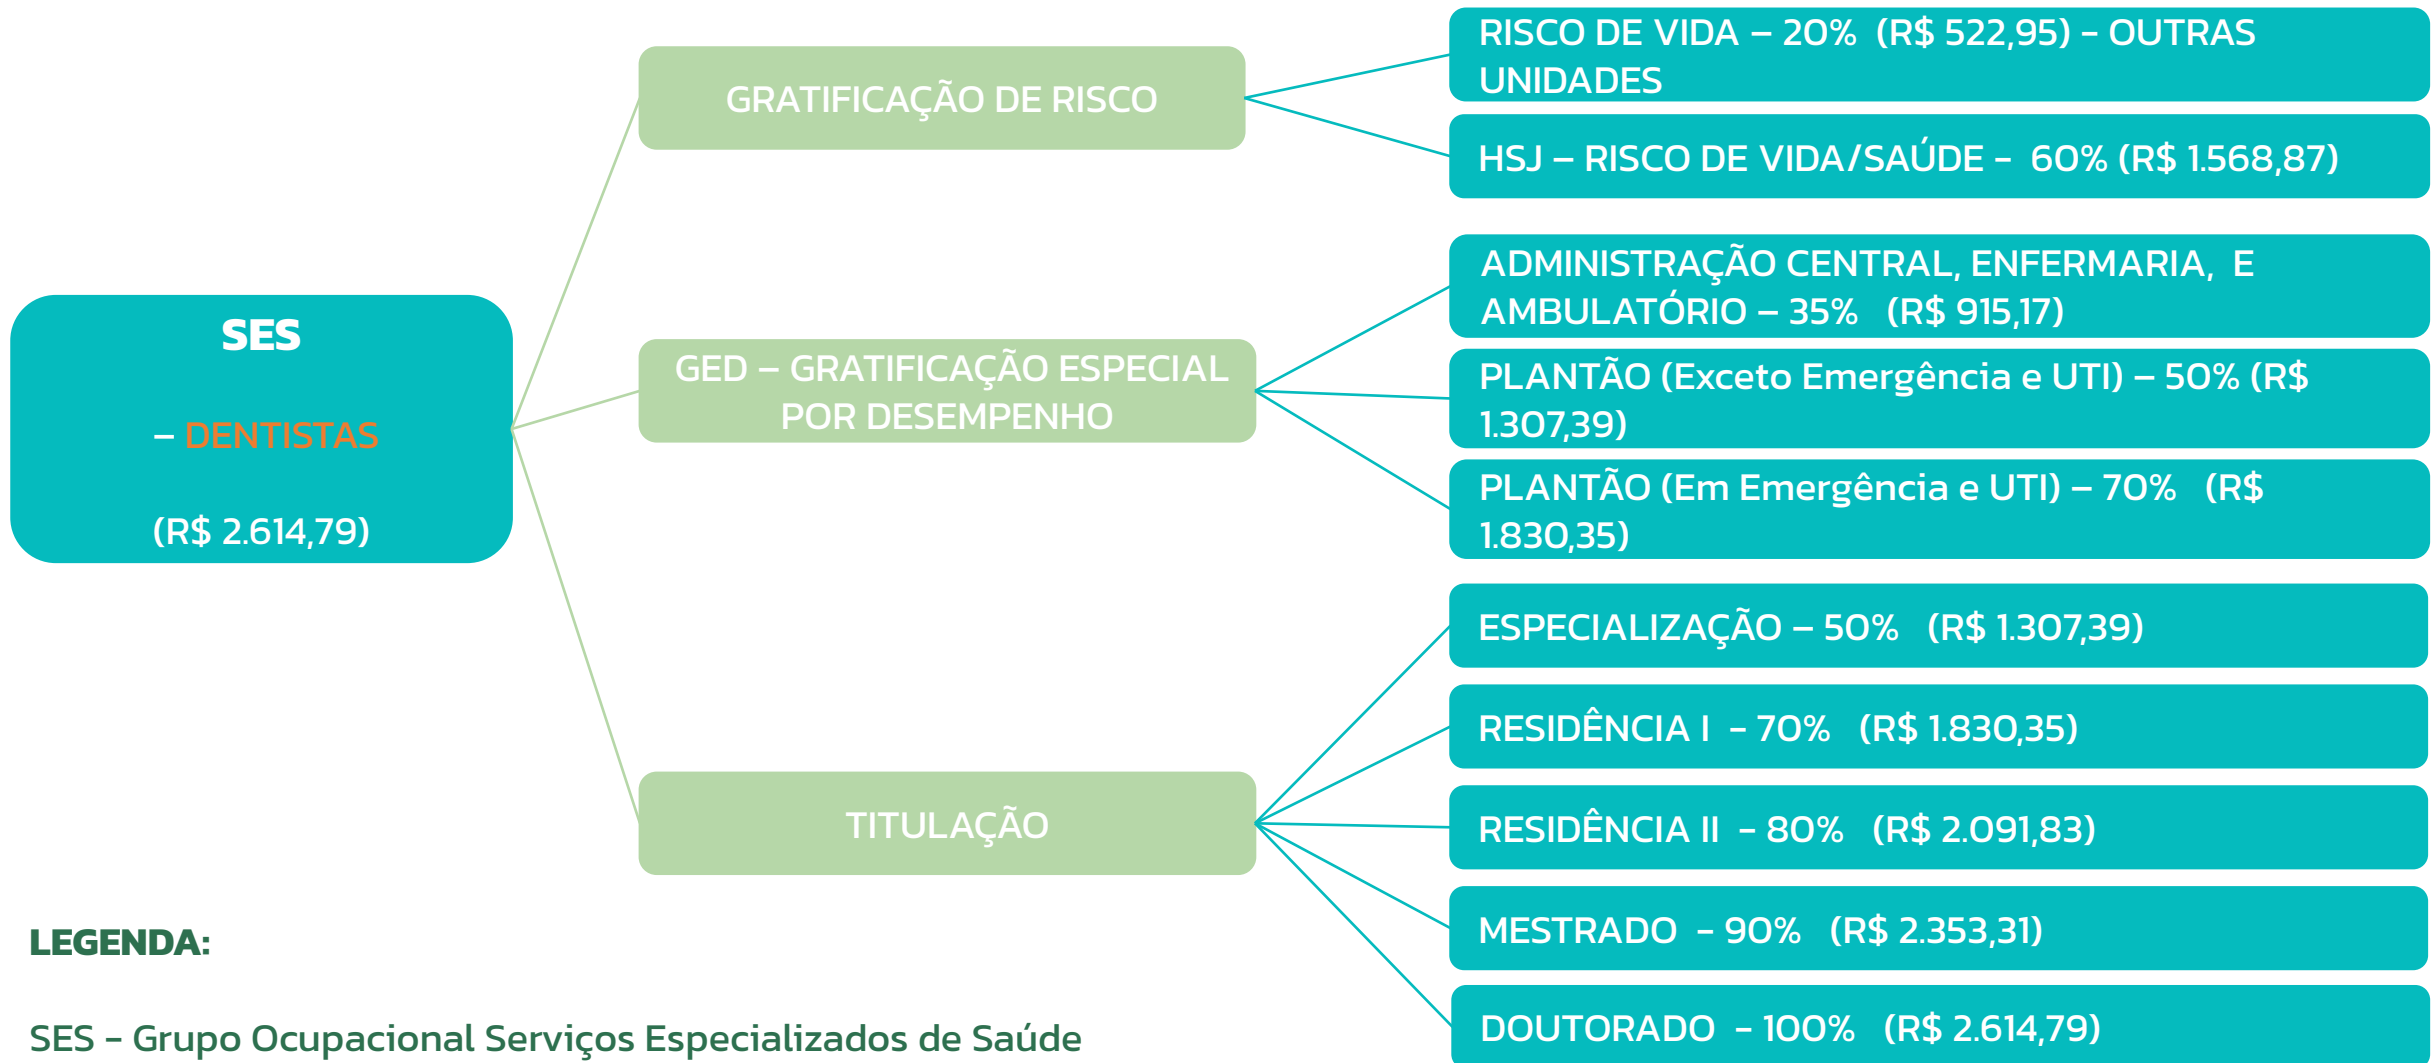 SES
– DENTISTAS
(R$ 2.614,79)
GRATIFICAÇÃO DE RISCO
RISCO DE VIDA – 20% (R$ 522,95) – OUTRAS
UNIDADES
HSJ – RISCO DE VIDA/SAÚDE – 60% (R$ 1.568,87)
GED – GRATIFICAÇÃO ESPECIAL
POR DESEMPENHO
ADMINISTRAÇÃO CENTRAL, ENFERMARIA, E
AMBULATÓRIO – 35% (R$ 915,17)
PLANTÃO (Exceto Emergência e UTI) – 50% (R$
1.307,39)
PLANTÃO (Em Emergência e UTI) – 70% (R$
1.830,35)
TITULAÇÃO
ESPECIALIZAÇÃO – 50% (R$ 1.307,39)
RESIDÊNCIA I - 70% (R$ 1.830,35)
RESIDÊNCIA II - 80% (R$ 2.091,83)
MESTRADO - 90% (R$ 2.353,31)
DOUTORADO - 100% (R$ 2.614,79)
LEGENDA:
SES – Grupo Ocupacional Serviços Especializados de Saúde